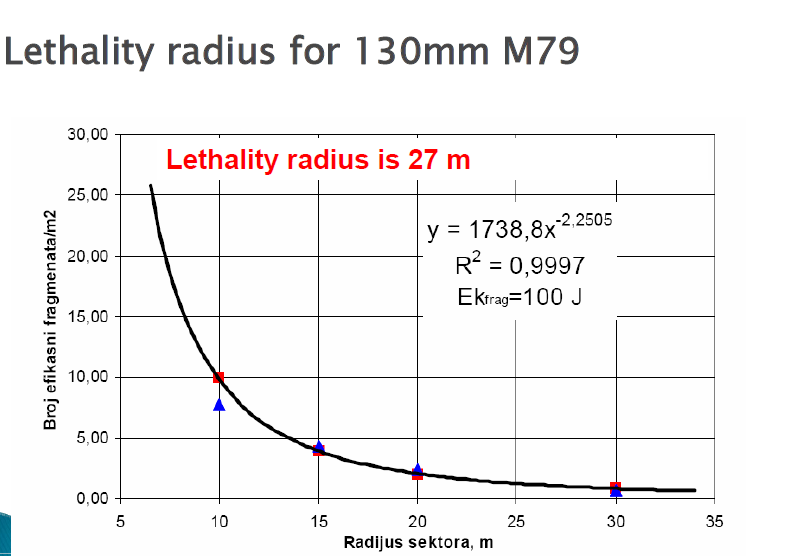 Lethality radius for 130mm M79
Lethality radius is 27 m
y = 1738,8x-2,2505
R2 = 0,9997
Ekfrag=100 J
Broj efikasni fragmenata/m2
30,00
25,00
20,00
15,00
10,00
5,00
0,00
5 10 15 20 25 30 35
Radijus sektora, m